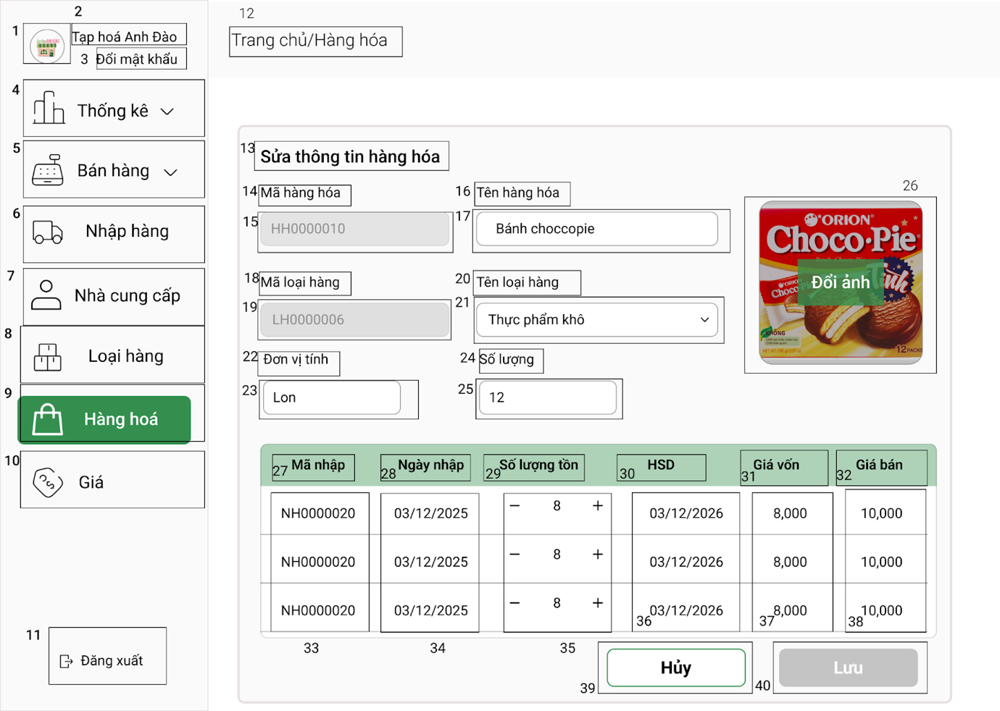 2
1
Tạp hoá Anh Đào
3 Đổi mật khẩu
4
Thống kê
5
Bán hàng
6
Nhập hàng
7
Nhà cung cấp
8
Loại hàng
9
Hàng hoá
10
Giá
11
Đăng xuất
12
Trang chủ/Hàng hóa
13 Sửa thông tin hàng hóa
14 Mã hàng hóa
16 Tên hàng hóa
15 HH0000010
17 Bánh choccopie
18 Mã loại hàng
20 Tên loại hàng
19 LH0000006
21 Thực phẩm khô
22 Đơn vị tính
24 Số lượng
23 Lon
25 12
26
ORION
Choco·Pie
Đổi ảnh
Tình
KHÔNG
12 PACKS
27 Mã nhập 28 Ngày nhập 29 Số lượng tồn 30 HSD 31 Giá vốn 32 Giá bán
NH0000020 03/12/2025 − 8 + 03/12/2026 8,000 10,000
NH0000020 03/12/2025 − 8 + 03/12/2026 8,000 10,000
NH0000020 03/12/2025 − 8 + 03/12/2026 8,000 10,000
33 34 35 36 37 38
39 Hủy
40 Lưu